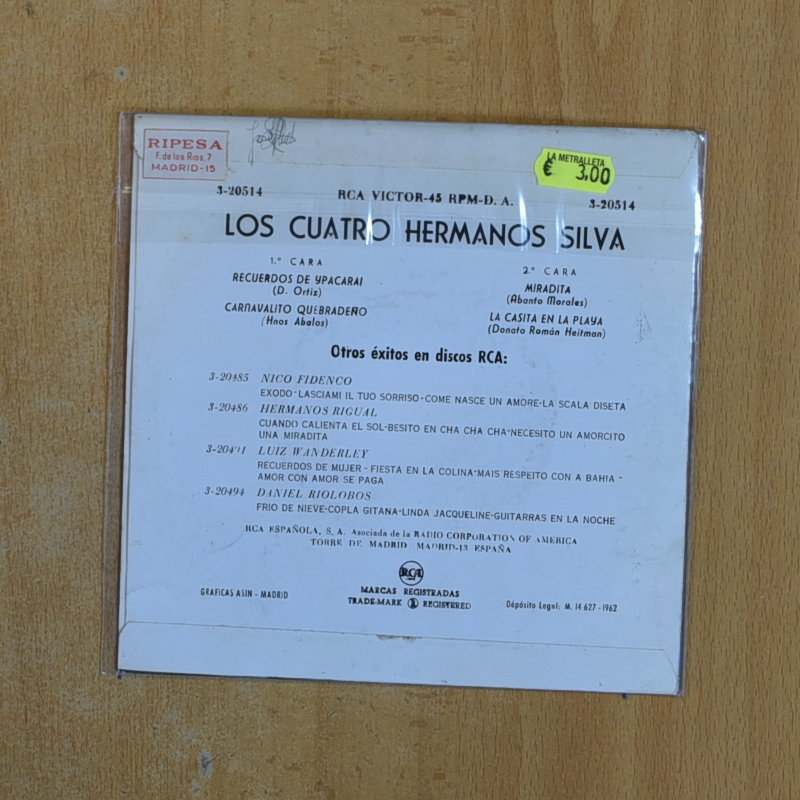 RIPESA
F. de los Rios, 7
MADRID-15
LA METRALLETA
€ 3.00
3-20514
RCA VICTOR-45 RPM-D. A.
3-20514
LOS CUATRO HERMANOS SILVA
1.ª CARA
RECUERDOS DE YPACARAI
(D. Ortiz)
CARNAVALITO QUEBRADEÑO
(Hnos Abalos)
2.ª CARA
MIRADITA
(Abanto Morales)
LA CASITA EN LA PLAYA
(Donato Román Heitman)
Otros éxitos en discos RCA:
3-20485 NICO FIDENCO
EXODO-LASCIAMI IL TUO SORRISO-COME NASCE UN AMORE-LA SCALA DISETA
3-20486 HERMANOS RIGUAL
CUANDO CALIENTA EL SOL-BESITO EN CHA CHA CHA-NECESITO UN AMORCITO
UNA MIRADITA
3-20491 LUIZ WANDERLEY
RECUERDOS DE MUJER - FIESTA EN LA COLINA-MAIS RESPEITO CON A BAHIA -
AMOR CON AMOR SE PAGA
3-20494 DANIEL RIOLOBOS
FRIO DE NIEVE-COPLA GITANA-LINDA JACQUELINE-GUITARRAS EN LA NOCHE
RCA ESPAÑOLA, S. A. Asociada de la RADIO CORPORATION OF AMERICA
TORRE DE MADRID MADRID-13 ESPAÑA
RCA
GRAFICAS ASIN - MADRID
MARCAS REGISTRADAS
TRADE-MARK REGISTERED
Depósito Legal: M. 14.627 - 1962